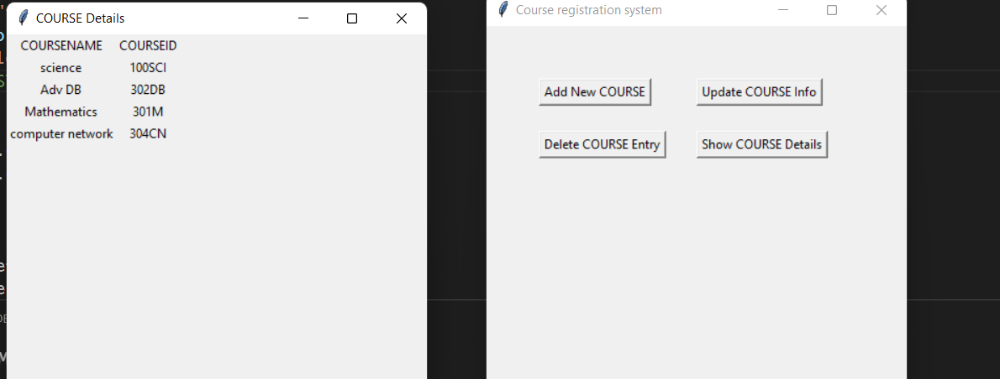 COURSE Details
COURSENAME COURSEID
science 100SCI
Adv DB 302DB
Mathematics 301M
computer network 304CN
Course registration system
Add New COURSE Update COURSE Info
Delete COURSE Entry Show COURSE Details